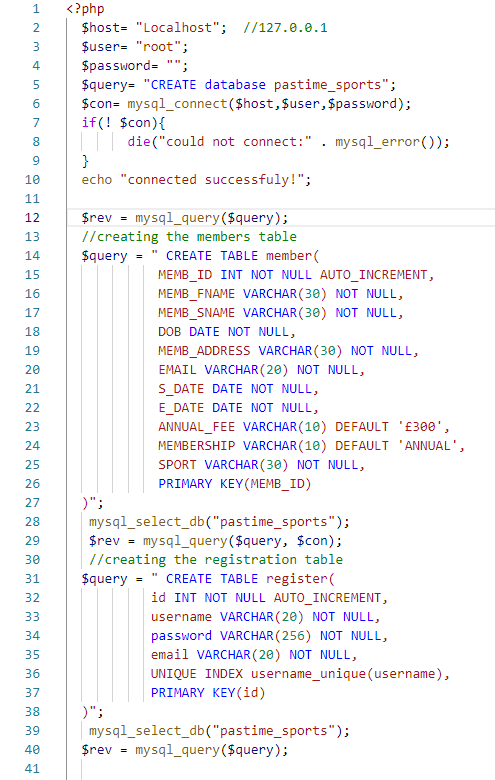 1 <?php
2 $host= "Localhost"; //127.0.0.1
3 $user= "root";
4 $password= "";
5 $query= "CREATE database pastime_sports";
6 $con= mysql_connect($host,$user,$password);
7 if(! $con){
8 die("could not connect:" . mysql_error());
9 }
10 echo "connected successfuly!";
11
12 $rev = mysql_query($query);
13 //creating the members table
14 $query = " CREATE TABLE member(
15 MEMB_ID INT NOT NULL AUTO_INCREMENT,
16 MEMB_FNAME VARCHAR(30) NOT NULL,
17 MEMB_SNAME VARCHAR(30) NOT NULL,
18 DOB DATE NOT NULL,
19 MEMB_ADDRESS VARCHAR(30) NOT NULL,
20 EMAIL VARCHAR(20) NOT NULL,
21 S_DATE DATE NOT NULL,
22 E_DATE DATE NOT NULL,
23 ANNUAL_FEE VARCHAR(10) DEFAULT '£300',
24 MEMBERSHIP VARCHAR(10) DEFAULT 'ANNUAL',
25 SPORT VARCHAR(30) NOT NULL,
26 PRIMARY KEY(MEMB_ID)
27 )";
28 mysql_select_db("pastime_sports");
29 $rev = mysql_query($query, $con);
30 //creating the registration table
31 $query = " CREATE TABLE register(
32 id INT NOT NULL AUTO_INCREMENT,
33 username VARCHAR(20) NOT NULL,
34 password VARCHAR(256) NOT NULL,
35 email VARCHAR(20) NOT NULL,
36 UNIQUE INDEX username_unique(username),
37 PRIMARY KEY(id)
38 )";
39 mysql_select_db("pastime_sports");
40 $rev = mysql_query($query);
41